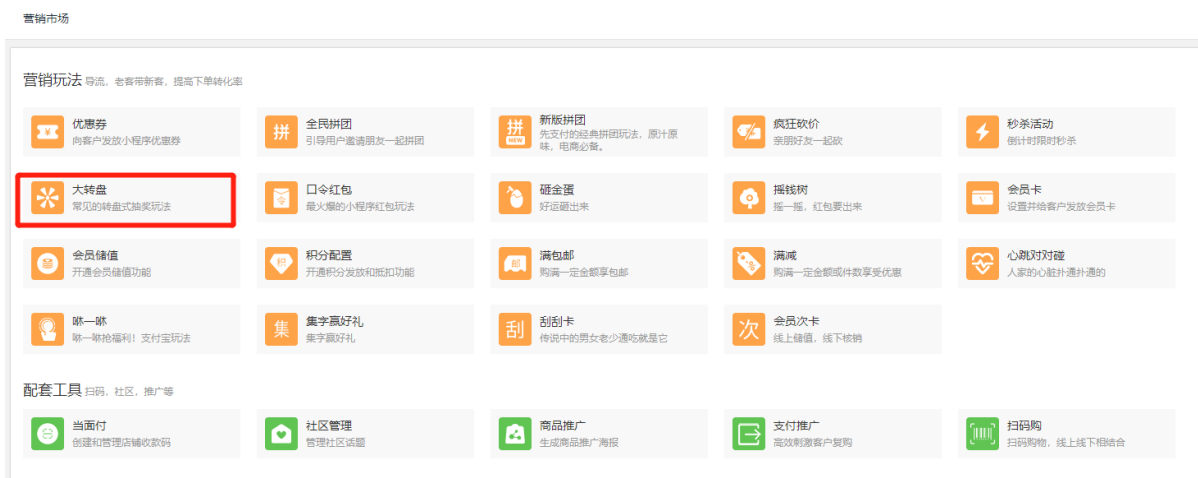 营销市场
营销玩法 导流，老客带新客，提高下单转化率
优惠券
向客户发放小程序优惠券
拼
全民拼团
引导用户邀请朋友一起拼团
拼
NEW
新版拼团
先支付的经典拼团玩法，原汁原
味，电商必备。
疯狂砍价
亲朋好友一起砍
秒杀活动
倒计时限时秒杀
大转盘
常见的转盘式抽奖玩法
令
口令红包
最火爆的小程序红包玩法
砸金蛋
好运砸出来
摇钱树
摇一摇，红包要出来
V
会员卡
设置并给客户发放会员卡
会员储值
开通会员储值功能
积
积分配置
开通积分发放和抵扣功能
邮
满包邮
购满一定金额享包邮
满减
购满一定金额或件数享受优惠
心跳对对碰
人家的心脏扑通扑通的
咻一咻
咻一咻抢福利！支付宝玩法
集
集字赢好礼
集字赢好礼
刮
刮刮卡
传说中的男女老少通吃就是它
次
会员次卡
线上储值，线下核销
配套工具 扫码，社区，推广等
当面付
创建和管理店铺收款码
社区管理
管理社区话题
商品推广
生成商品推广海报
支付推广
高效刺激客户复购
扫码购
扫码购物，线上线下相结合